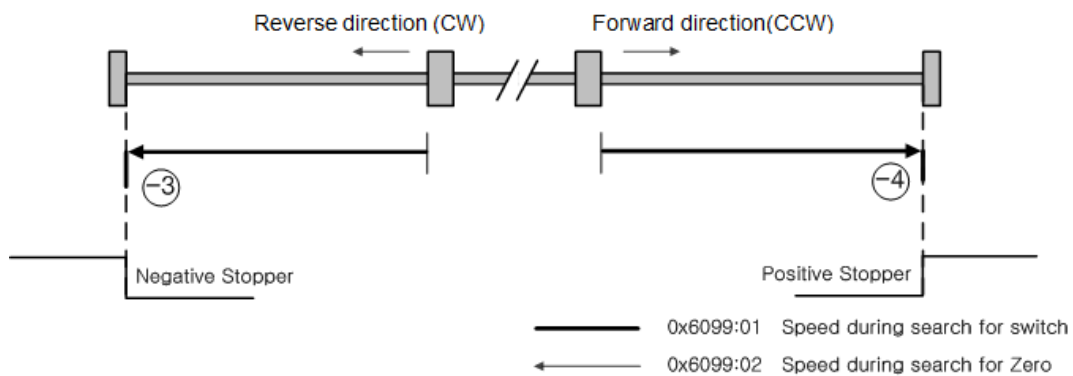 Reverse direction (CW)
Forward direction(CCW)
-3
-4
Negative Stopper
Positive Stopper
0x6099:01 Speed during search for switch
0x6099:02 Speed during search for Zero